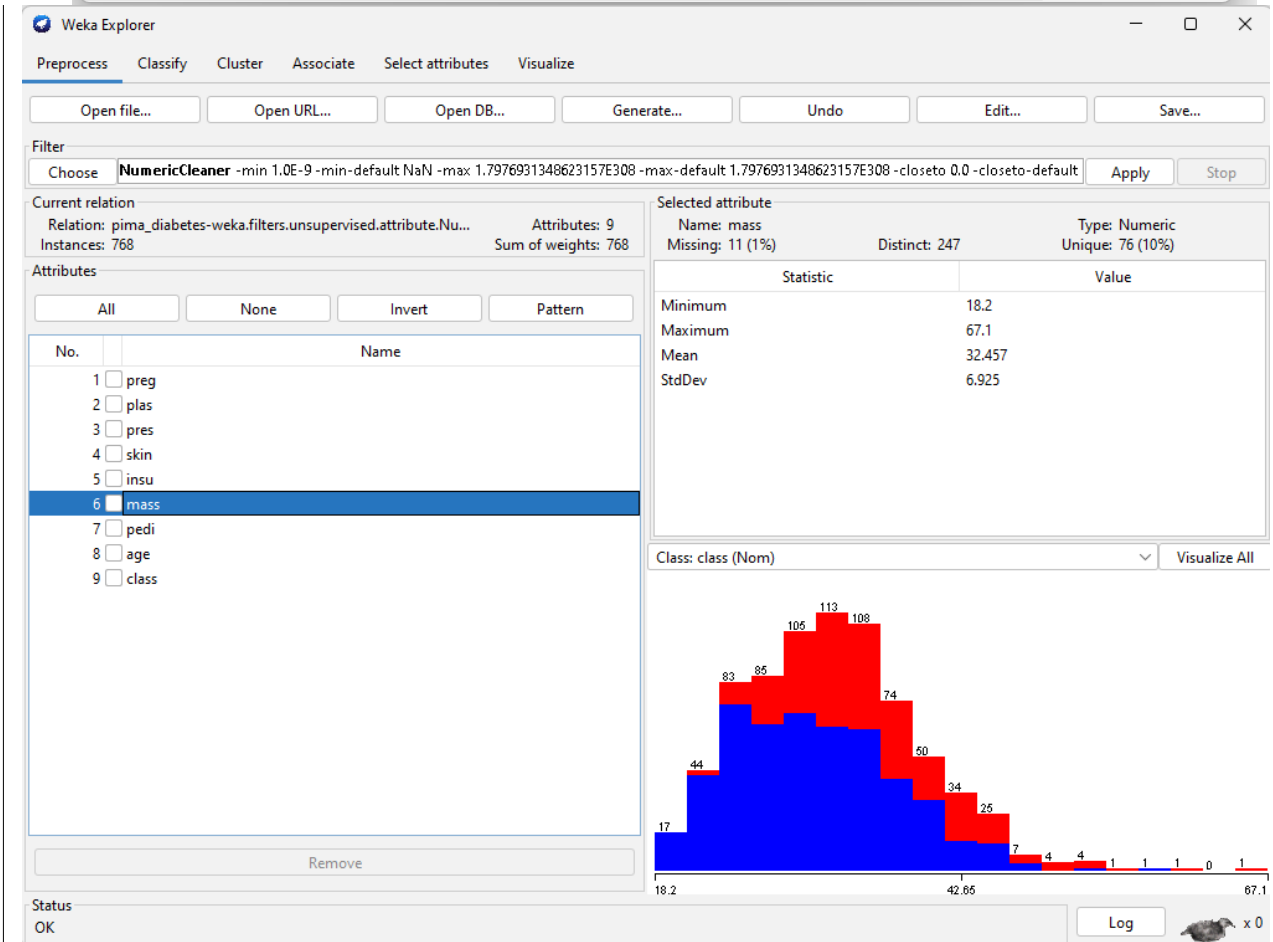 Weka Explorer
Preprocess Classify Cluster Associate Select attributes Visualize
Open file... Open URL... Open DB... Generate... Undo Edit... Save...
Filter
Choose NumericCleaner -min 1.0E-9 -min-default NaN -max 1.7976931348623157E308 -max-default 1.7976931348623157E308 -closeto 0.0 -closeto-default Apply Stop
Current relation
Relation: pima_diabetes-weka.filters.unsupervised.attribute.Nu... Attributes: 9
Instances: 768 Sum of weights: 768
Attributes
All None Invert Pattern
No. Name
1 preg
2 plas
3 pres
4 skin
5 insu
6 mass
7 pedi
8 age
9 class
Remove
Selected attribute
Name: mass Type: Numeric
Missing: 11 (1%) Distinct: 247 Unique: 76 (10%)
Statistic Value
Minimum 18.2
Maximum 67.1
Mean 32.457
StdDev 6.925
Class: class (Nom) Visualize All
17 44 83 85 105 113 108 74 50 34 25 7 4 4 1 1 1 0 1
18.2 42.65 67.1
Status
OK
Log x 0